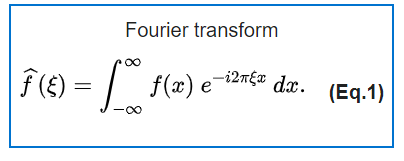 Fourier transform
f̂ (ξ) = ∫_{-∞}^{∞} f(x) e^{-i2πξx} dx. (Eq.1)